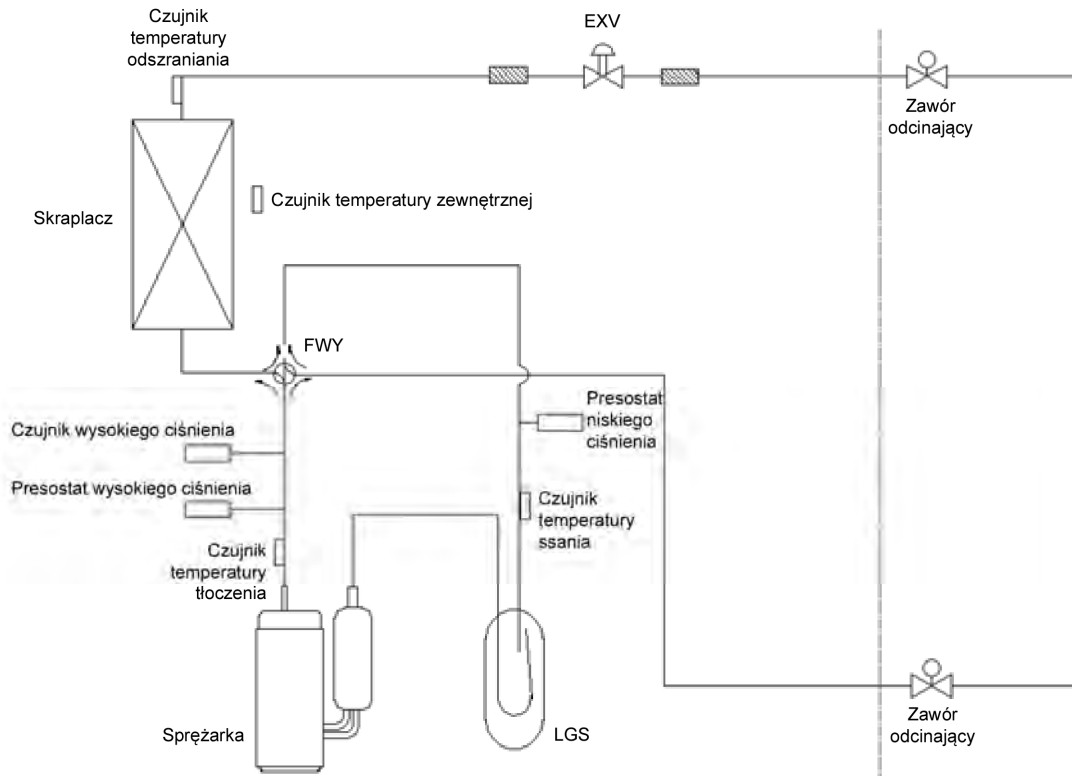 Czujnik
temperatury
odszraniania
EXV
Zawór
odcinający
Skraplacz
Czujnik temperatury zewnętrznej
FWY
Presostat
niskiego
ciśnienia
Czujnik wysokiego ciśnienia
Presostat wysokiego ciśnienia
Czujnik
temperatury
ssania
Czujnik
temperatury
tłoczenia
Sprężarka
LGS
Zawór
odcinający